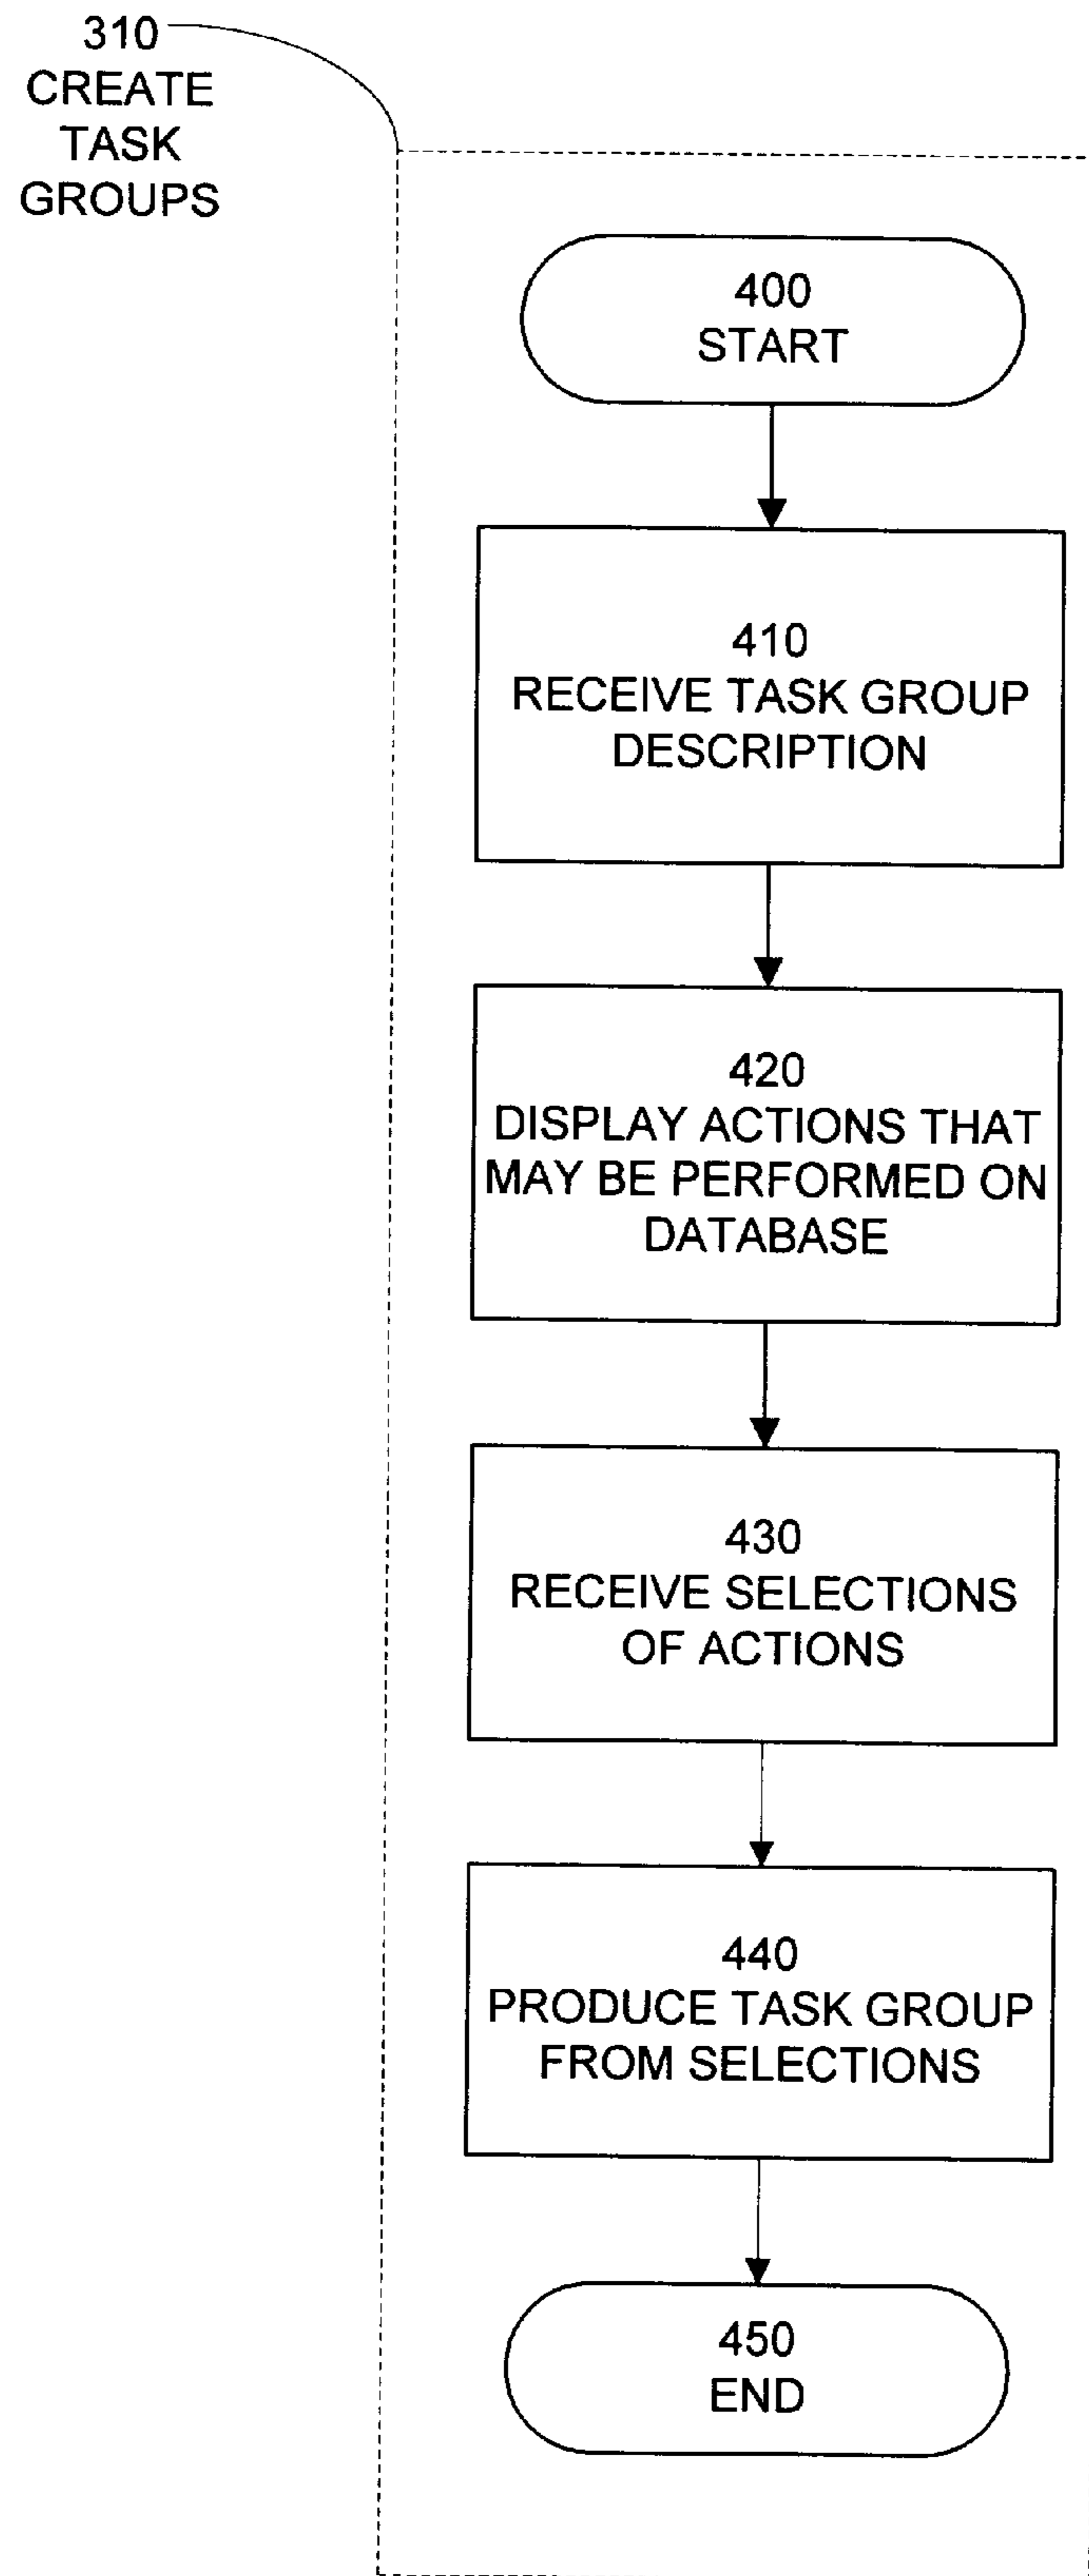 310
CREATE
TASK
GROUPS
400
START
410
RECEIVE TASK GROUP
DESCRIPTION
420
DISPLAY ACTIONS THAT
MAY BE PERFORMED ON
DATABASE
430
RECEIVE SELECTIONS
OF ACTIONS
440
PRODUCE TASK GROUP
FROM SELECTIONS
450
END